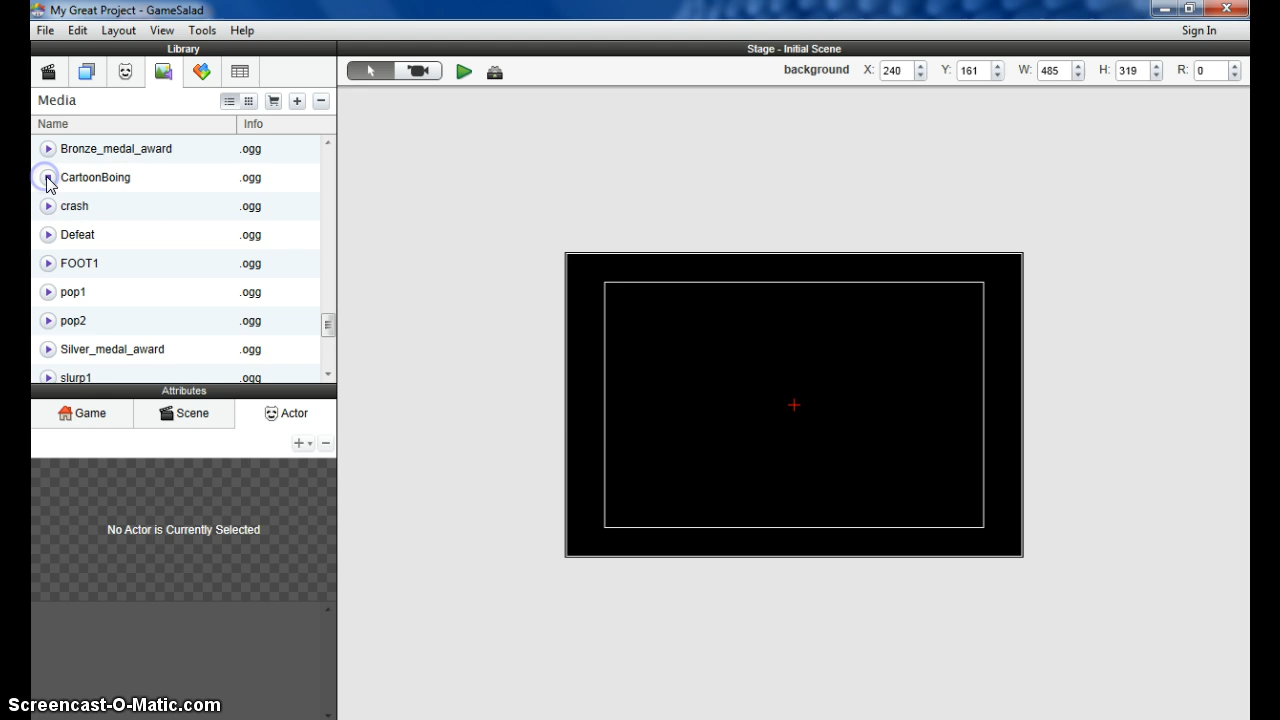 My Great Project - GameSalad
File Edit Layout View Tools Help Sign In
Library
Stage - Initial Scene
background X: 240 Y: 161 W: 485 H: 319 R: 0
Media
Name Info
Bronze_medal_award .ogg
CartoonBoing .ogg
crash .ogg
Defeat .ogg
FOOT1 .ogg
pop1 .ogg
pop2 .ogg
Silver_medal_award .ogg
slurp1 .ogg
Attributes
Game Scene Actor
No Actor is Currently Selected
Screencast-O-Matic.com